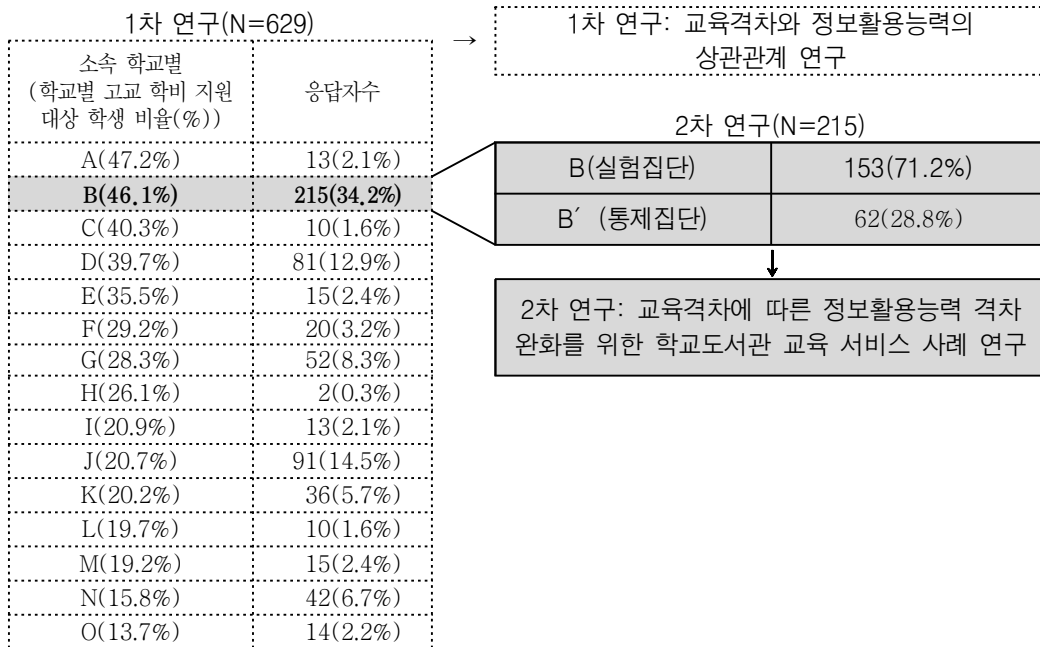 1차 연구(N=629)
소속 학교별
(학교별 고교 학비 지원
대상 학생 비율(%))
응답자수
A(47.2%) 13(2.1%)
B(46.1%) 215(34.2%)
C(40.3%) 10(1.6%)
D(39.7%) 81(12.9%)
E(35.5%) 15(2.4%)
F(29.2%) 20(3.2%)
G(28.3%) 52(8.3%)
H(26.1%) 2(0.3%)
I(20.9%) 13(2.1%)
J(20.7%) 91(14.5%)
K(20.2%) 36(5.7%)
L(19.7%) 10(1.6%)
M(19.2%) 15(2.4%)
N(15.8%) 42(6.7%)
O(13.7%) 14(2.2%)
→
1차 연구: 교육격차와 정보활용능력의
상관관계 연구
2차 연구(N=215)
B(실험집단) 153(71.2%)
B′ (통제집단) 62(28.8%)
2차 연구: 교육격차에 따른 정보활용능력 격차
완화를 위한 학교도서관 교육 서비스 사례 연구